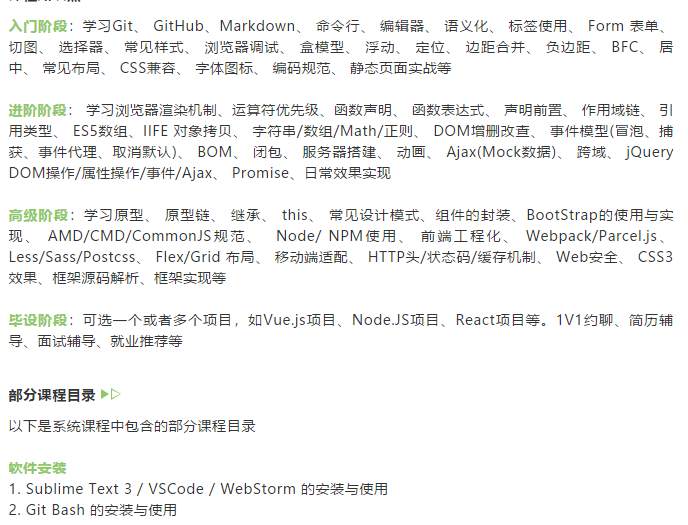 入门阶段：学习Git、 GitHub、Markdown、 命令行、 编辑器、 语义化、 标签使用、 Form 表单、
切图、 选择器、 常见样式、 浏览器调试、 盒模型、 浮动、 定位、 边距合并、 负边距、 BFC、 居
中、 常见布局、 CSS兼容、 字体图标、 编码规范、 静态页面实战等
进阶阶段： 学习浏览器渲染机制、运算符优先级、函数声明、 函数表达式、 声明前置、 作用域链、 引
用类型、 ES5数组、IIFE 对象拷贝、 字符串/数组/Math/正则、 DOM增删改查、 事件模型(冒泡、捕
获、事件代理、取消默认)、 BOM、 闭包、 服务器搭建、 动画、 Ajax(Mock数据)、 跨域、 jQuery
DOM操作/属性操作/事件/Ajax、 Promise、日常效果实现
高级阶段：学习原型、 原型链、 继承、 this、 常见设计模式、组件的封装、BootStrap的使用与实
现、 AMD/CMD/CommonJS规范、 Node/ NPM使用、 前端工程化、 Webpack/Parcel.js、
Less/Sass/Postcss、 Flex/Grid 布局、 移动端适配、 HTTP头/状态码/缓存机制、 Web安全、 CSS3
效果、框架源码解析、框架实现等
毕设阶段：可选一个或者多个项目，如Vue.js项目、Node.JS项目、React项目等。1V1约聊、简历辅
导、面试辅导、就业推荐等
部分课程目录
以下是系统课程中包含的部分课程目录
软件安装
1. Sublime Text 3 / VSCode / WebStorm 的安装与使用
2. Git Bash 的安装与使用